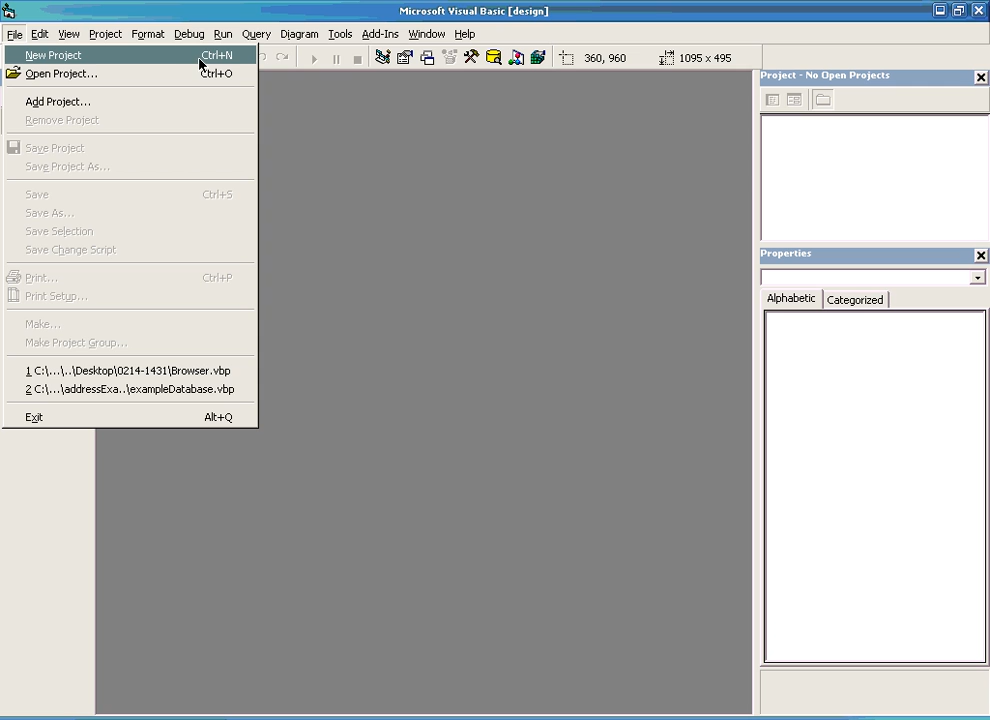 Microsoft Visual Basic [design]
File Edit View Project Format Debug Run Query Diagram Tools Add-Ins Window Help
New Project Ctrl+N
Open Project... Ctrl+O
Add Project...
Remove Project
Save Project
Save Project As...
Save Ctrl+S
Save As...
Save Selection
Save Change Script
Print... Ctrl+P
Print Setup...
Make...
Make Project Group...
1 C:\...\..\Desktop\0214-1431\Browser.vbp
2 C:\...\addressExa..\exampleDatabase.vbp
Exit Alt+Q
360, 960 1095 x 495
Project - No Open Projects
Properties
Alphabetic Categorized